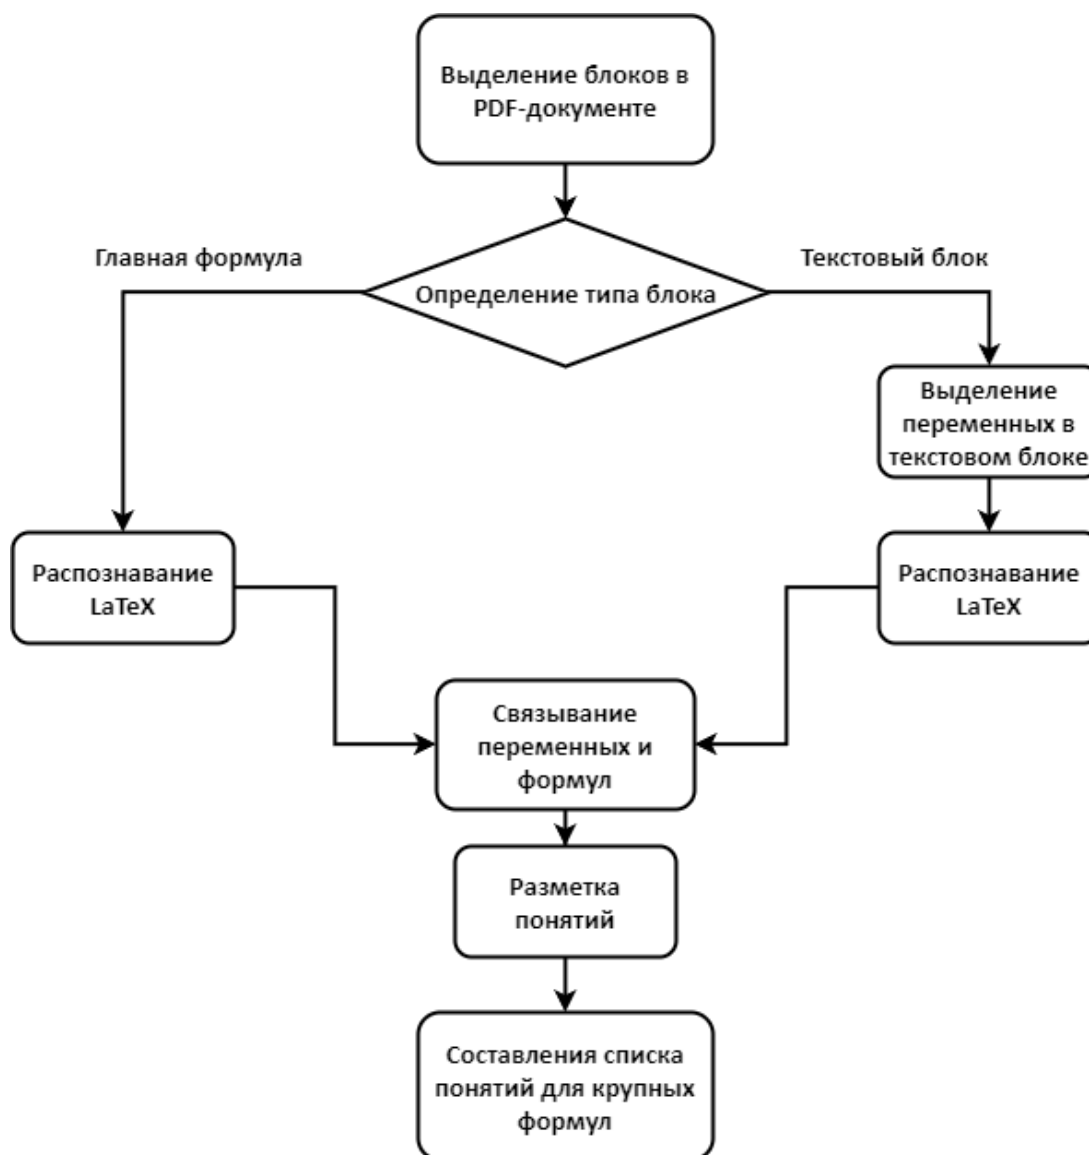 Выделение блоков в
PDF-документе
Главная формула
Текстовый блок
Определение типа блока
Выделение
переменных в
текстовом блоке
Распознавание
LaTeX
Распознавание
LaTeX
Связывание
переменных и
формул
Разметка
понятий
Составления списка
понятий для крупных
формул